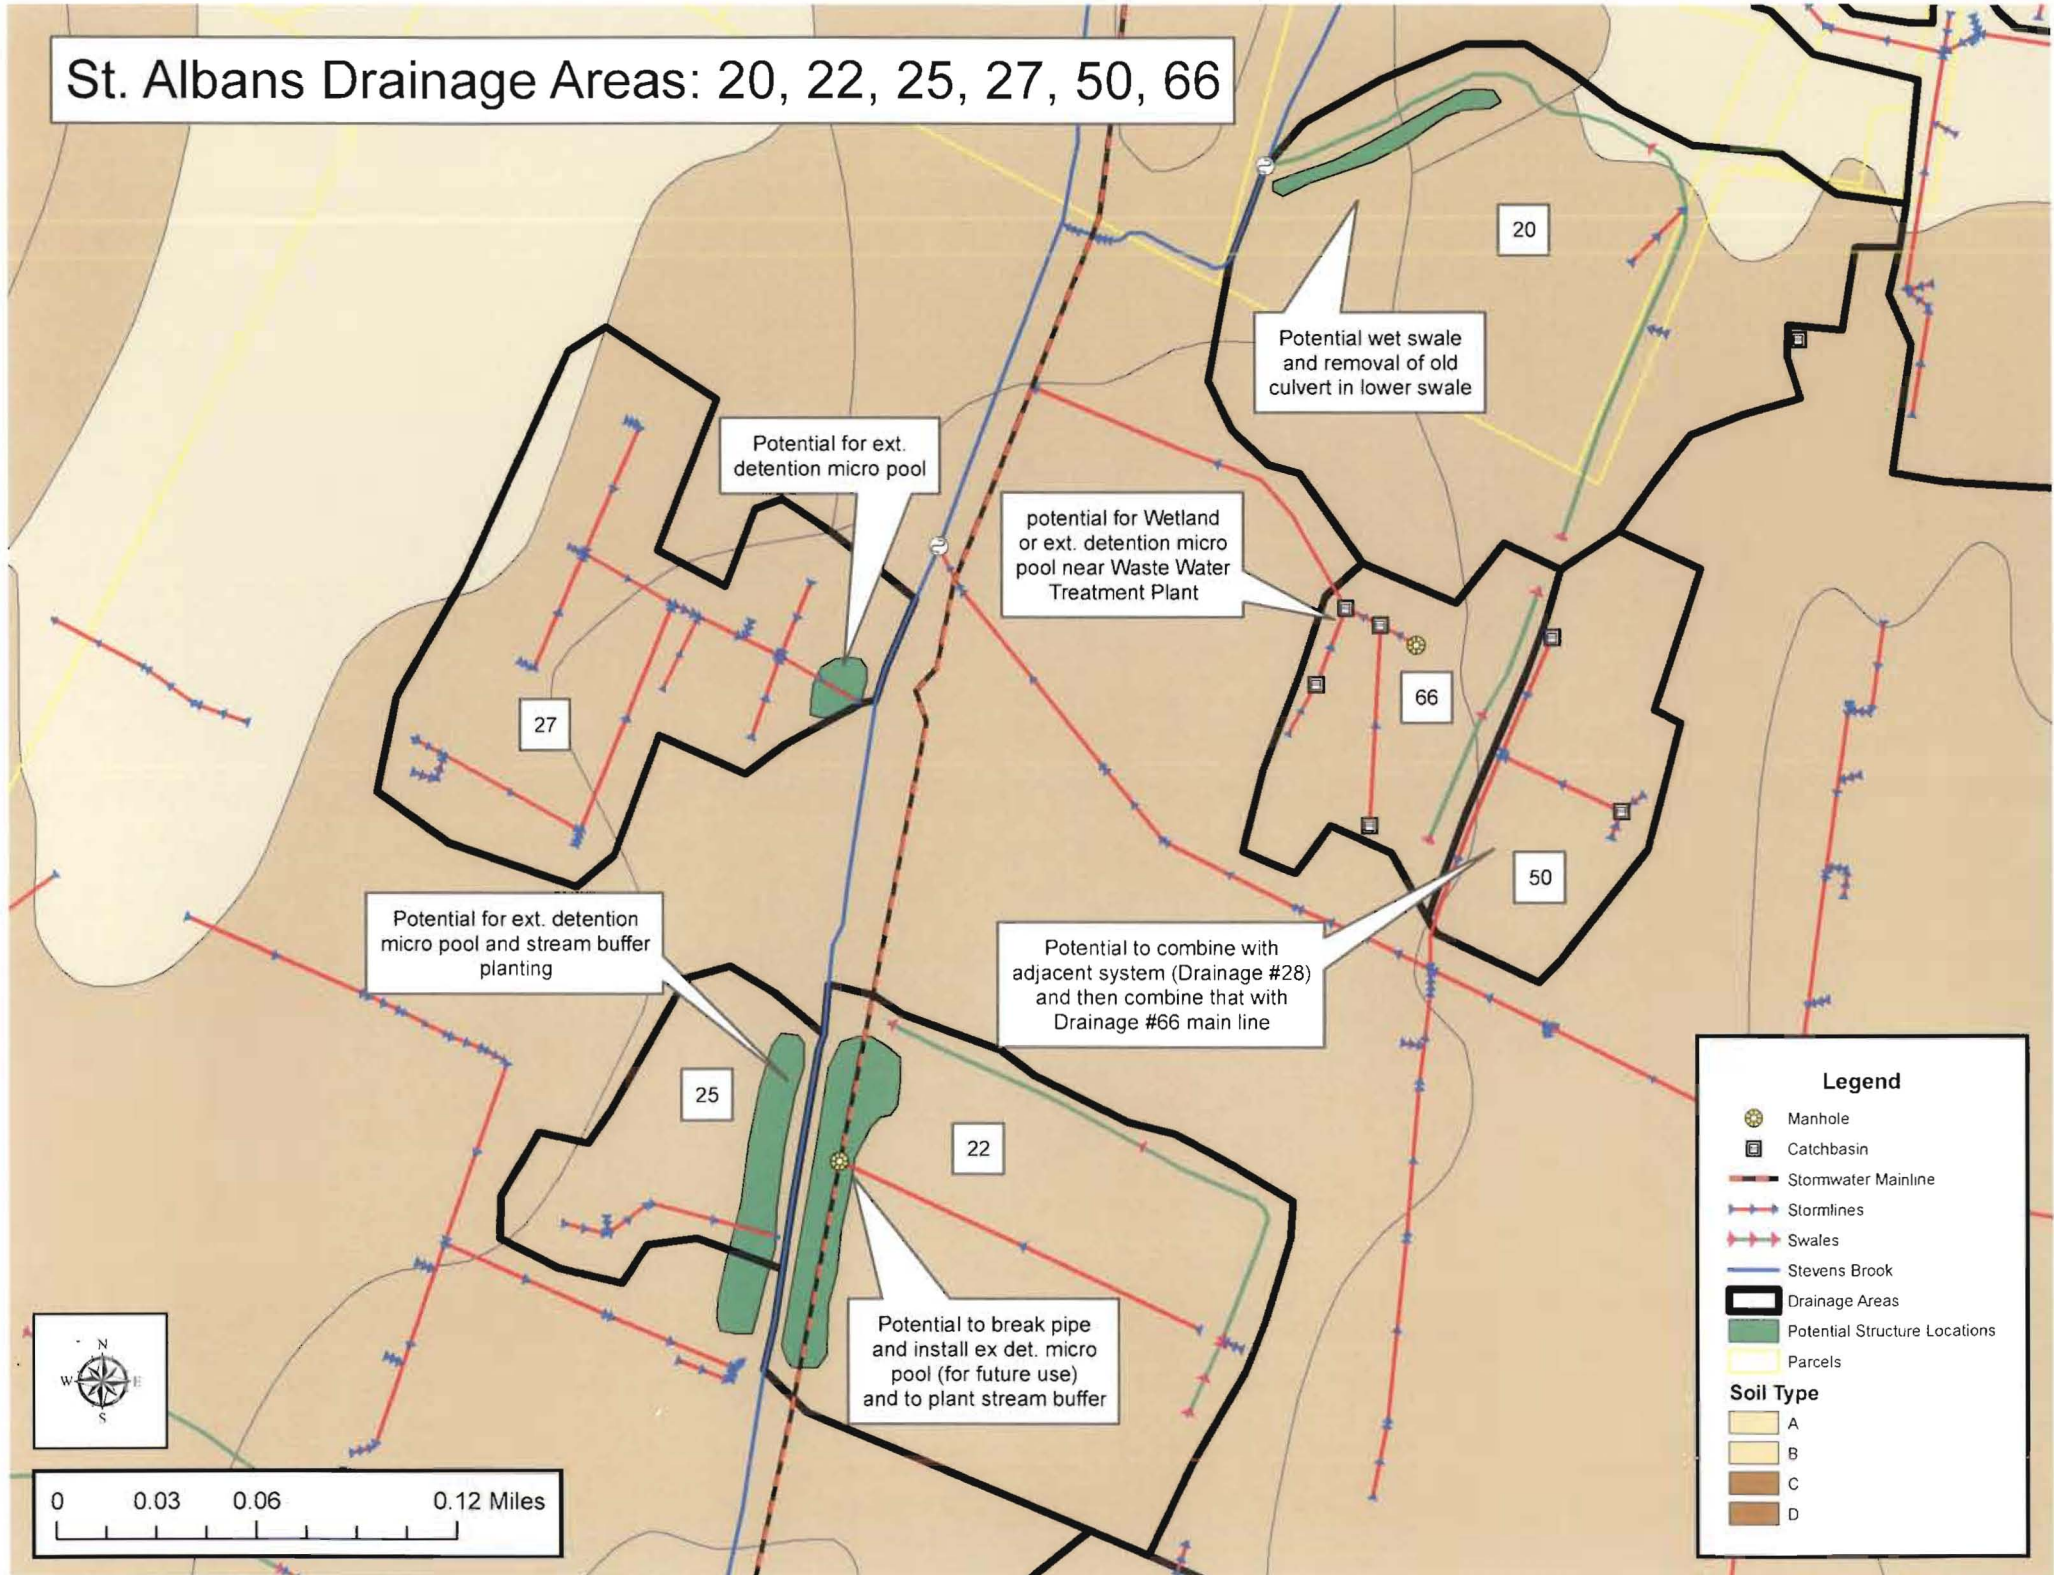 St. Albans Drainage Areas: 20, 22, 25, 27, 50, 66
20
Potential wet swale
and removal of old
culvert in lower swale
Potential for ext.
detention micro pool
potential for Wetland
or ext. detention micro
pool near Waste Water
Treatment Plant
66
27
50
Potential for ext. detention
micro pool and stream buffer
planting
Potential to combine with
adjacent system (Drainage #28)
and then combine that with
Drainage #66 main line
25
22
Potential to break pipe
and install ex det. micro
pool (for future use)
and to plant stream buffer
Legend
Manhole
Catchbasin
Stormwater Mainline
Stormlines
Swales
Stevens Brook
Drainage Areas
Potential Structure Locations
Parcels
Soil Type
A
B
C
D
N
W E
S
0 0.03 0.06 0.12 Miles